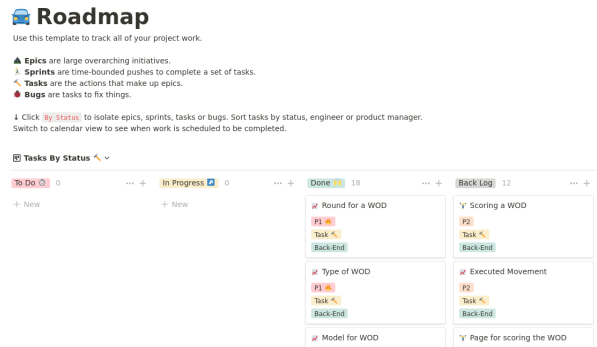 Roadmap
Use this template to track all of your project work.
Epics are large overarching initiatives.
Sprints are time-bounded pushes to complete a set of tasks.
Tasks are the actions that make up epics.
Bugs are tasks to fix things.
↓ Click By Status to isolate epics, sprints, tasks or bugs. Sort tasks by status, engineer or product manager.
Switch to calendar view to see when work is scheduled to be completed.
Tasks By Status
To Do 0 ... +
In Progress 0 ... +
Done 18 ... +
Back Log 12 ... +
+ New
+ New
Round for a WOD
P1
Task
Back-End
Scoring a WOD
P2
Task
Back-End
Type of WOD
P1
Task
Back-End
Executed Movement
P2
Task
Back-End
Model for WOD
Page for scoring the WOD